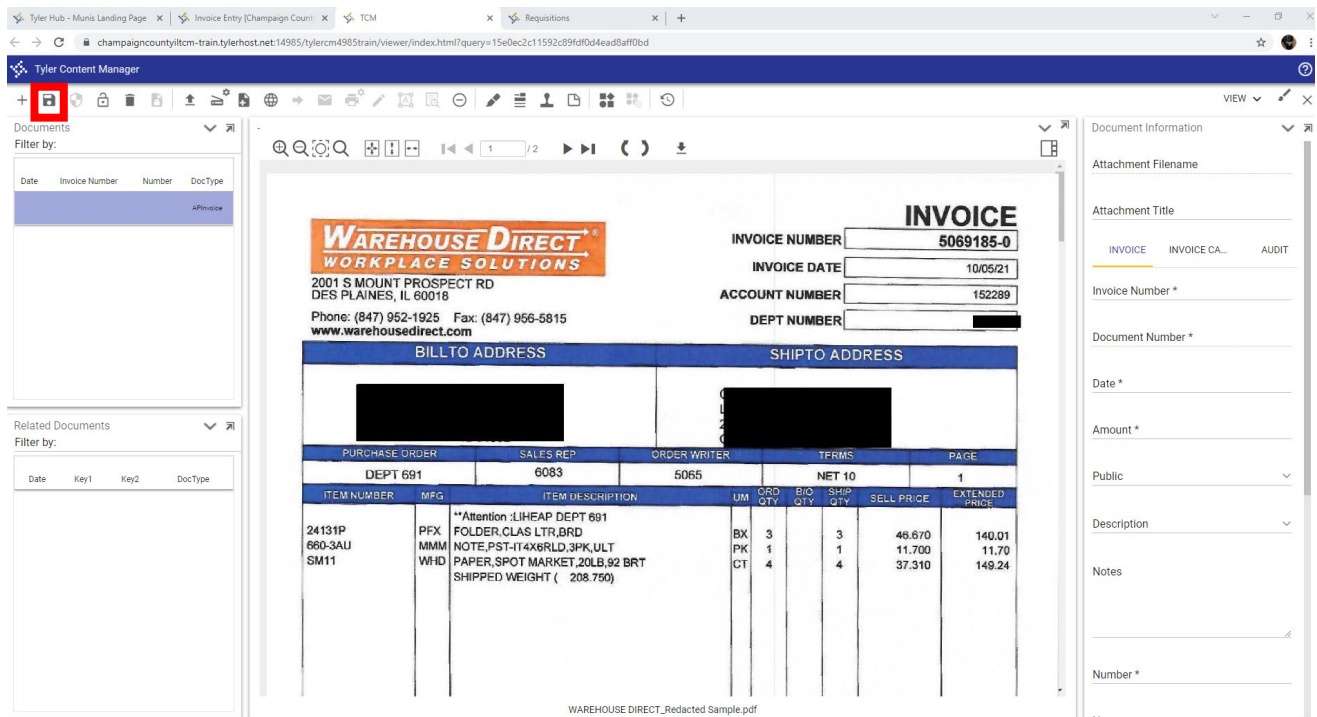 Tyler Hub - Munis Landing Page
Invoice Entry [Champaign Count
TCM
Requisitions
champaigncountyiltcm-train.tylerhost.net:14985/tylercm4985train/viewer/index.html?query=15e0ec2c11592c89fdf0d4ead8aff0bd
Tyler Content Manager
VIEW
Documents
Filter by:
Date Invoice Number Number DocType
APInvoice
Related Documents
Filter by:
Date Key1 Key2 DocType
-
1 /2
WAREHOUSE DIRECT®
WORKPLACE SOLUTIONS
2001 S MOUNT PROSPECT RD
DES PLAINES, IL 60018
Phone: (847) 952-1925 Fax: (847) 956-5815
www.warehousedirect.com
INVOICE
INVOICE NUMBER 5069185-0
INVOICE DATE 10/05/21
ACCOUNT NUMBER 152289
DEPT NUMBER
BILLTO ADDRESS SHIPTO ADDRESS
PURCHASE ORDER SALES REP ORDER WRITER TERMS PAGE
DEPT 691 6083 5065 NET 10 1
ITEM NUMBER MFG ITEM DESCRIPTION UM ORD QTY B/O QTY SHIP QTY SELL PRICE EXTENDED PRICE
**Attention :LIHEAP DEPT 691
24131P PFX FOLDER,CLAS LTR,BRD BX 3 3 46.670 140.01
660-3AU MMM NOTE,PST-IT4X6RLD,3PK,ULT PK 1 1 11.700 11.70
SM11 WHD PAPER,SPOT MARKET,20LB,92 BRT CT 4 4 37.310 149.24
SHIPPED WEIGHT ( 208.750)
WAREHOUSE DIRECT_Redacted Sample.pdf
Document Information
Attachment Filename
Attachment Title
INVOICE INVOICE CA... AUDIT
Invoice Number *
Document Number *
Date *
Amount *
Public
Description
Notes
Number *